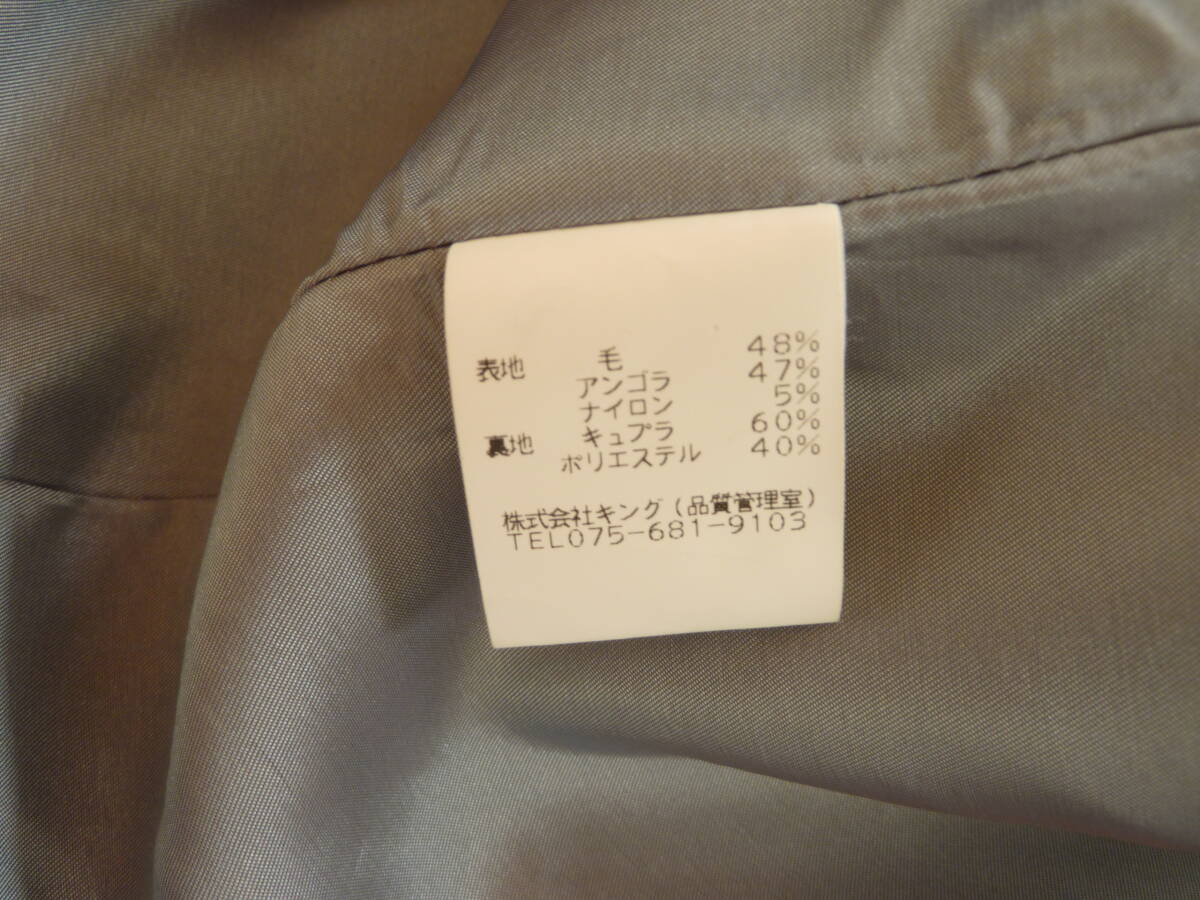 表地 毛 48%
アンゴラ 47%
ナイロン 5%
裏地 キュプラ 60%
ポリエステル 40%
株式会社キング(品質管理室)
TEL075-681-9103